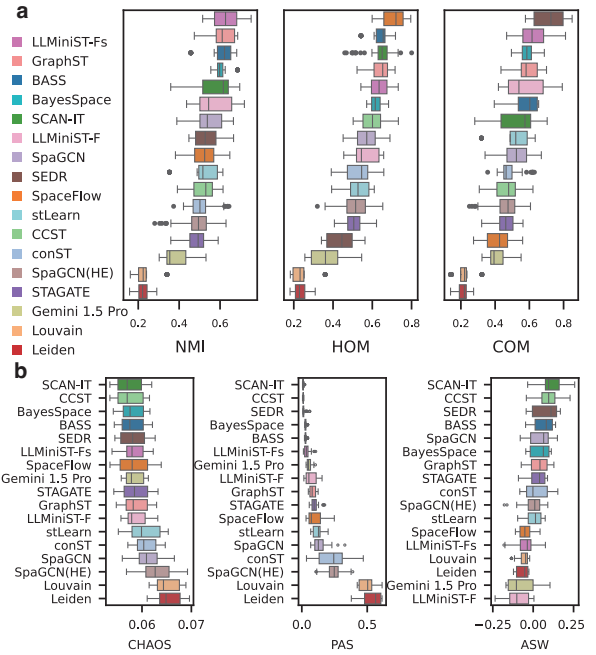 a
LLMiniST-Fs
GraphST
BASS
BayesSpace
SCAN-IT
LLMiniST-F
SpaGCN
SEDR
SpaceFlow
stLearn
CCST
conST
SpaGCN(HE)
STAGATE
Gemini 1.5 Pro
Louvain
Leiden
0.2 0.4 0.6
NMI
0.2 0.4 0.6 0.8
HOM
0.2 0.4 0.6 0.8
COM
b
SCAN-IT
CCST
BayesSpace
BASS
SEDR
LLMiniST-Fs
SpaceFlow
Gemini 1.5 Pro
STAGATE
GraphST
LLMiniST-F
stLearn
conST
SpaGCN
SpaGCN(HE)
Louvain
Leiden
0.06 0.07
CHAOS
SCAN-IT
CCST
SEDR
BayesSpace
BASS
LLMiniST-Fs
Gemini 1.5 Pro
LLMiniST-F
GraphST
STAGATE
SpaceFlow
stLearn
SpaGCN
conST
SpaGCN(HE)
Louvain
Leiden
0.0 0.5
PAS
SCAN-IT
CCST
SEDR
BASS
SpaGCN
BayesSpace
GraphST
STAGATE
conST
SpaGCN(HE)
stLearn
SpaceFlow
LLMiniST-Fs
Louvain
Leiden
Gemini 1.5 Pro
LLMiniST-F
−0.25 0.00 0.25
ASW